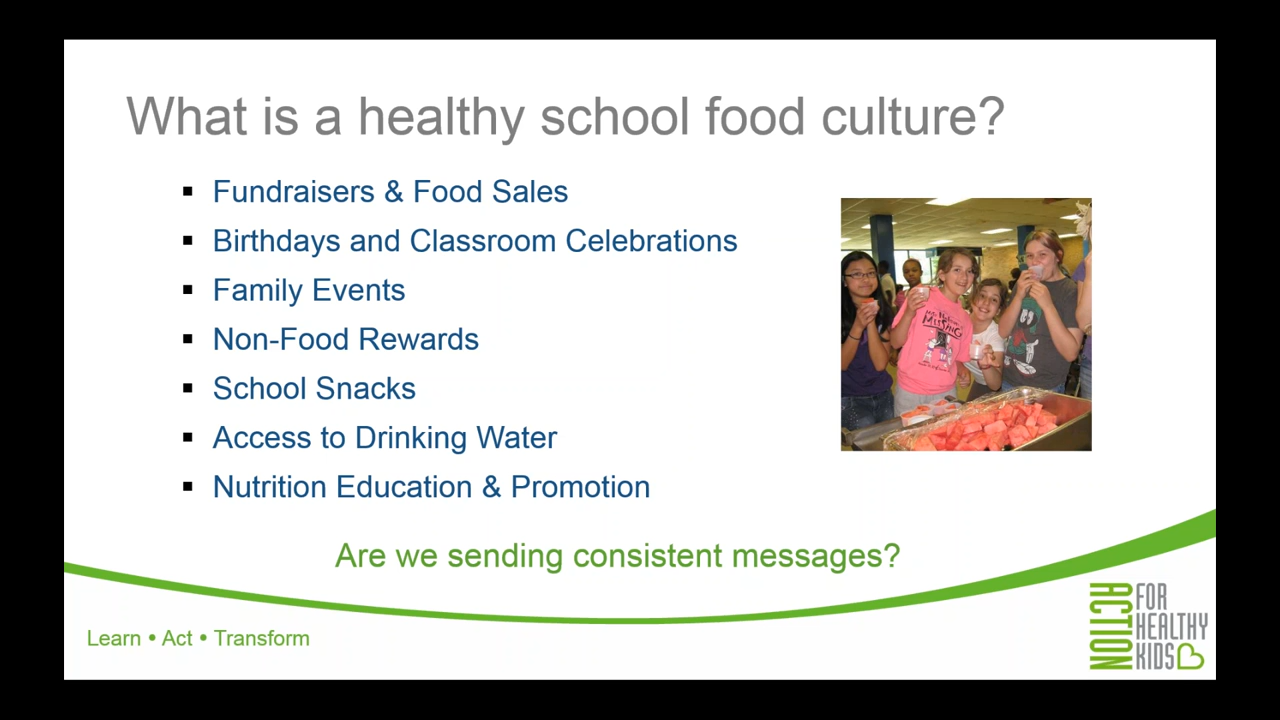 What is a healthy school food culture?
▪ Fundraisers & Food Sales
▪ Birthdays and Classroom Celebrations
▪ Family Events
▪ Non-Food Rewards
▪ School Snacks
▪ Access to Drinking Water
▪ Nutrition Education & Promotion
MISSING
Are we sending consistent messages?
Learn • Act • Transform
ACTION
FOR
HEALTHY
KIDS